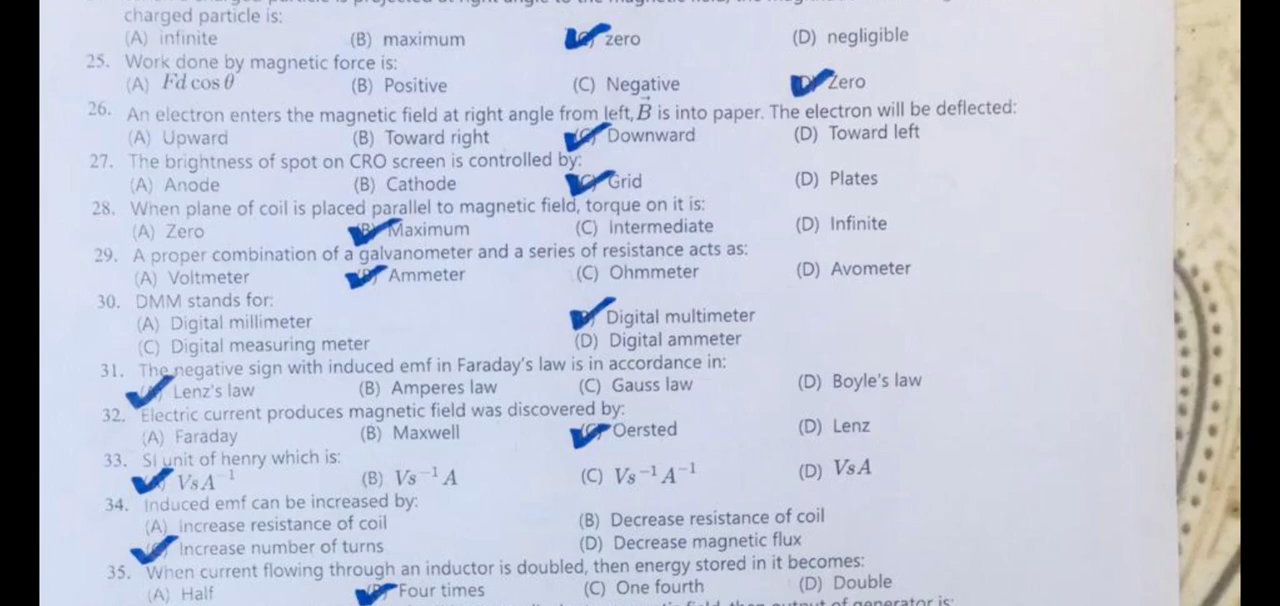 charged particle is:
(A) infinite (B) maximum zero (D) negligible
25. Work done by magnetic force is:
(A) Fd cos θ (B) Positive (C) Negative (D) Zero
26. An electron enters the magnetic field at right angle from left, B⃗ is into paper. The electron will be deflected:
(A) Upward (B) Toward right (C) Downward (D) Toward left
27. The brightness of spot on CRO screen is controlled by:
(A) Anode (B) Cathode (C) Grid (D) Plates
28. When plane of coil is placed parallel to magnetic field, torque on it is:
(A) Zero (B) Maximum (C) Intermediate (D) Infinite
29. A proper combination of a galvanometer and a series of resistance acts as:
(A) Voltmeter (B) Ammeter (C) Ohmmeter (D) Avometer
30. DMM stands for:
(A) Digital millimeter (B) Digital multimeter
(C) Digital measuring meter (D) Digital ammeter
31. The negative sign with induced emf in Faraday's law is in accordance in:
Lenz's law (B) Amperes law (C) Gauss law (D) Boyle's law
32. Electric current produces magnetic field was discovered by:
(A) Faraday (B) Maxwell (C) Oersted (D) Lenz
33. SI unit of henry which is:
VsA⁻¹ (B) Vs⁻¹A (C) Vs⁻¹A⁻¹ (D) VsA
34. Induced emf can be increased by:
(A) Increase resistance of coil (B) Decrease resistance of coil
(C) Increase number of turns (D) Decrease magnetic flux
35. When current flowing through an inductor is doubled, then energy stored in it becomes:
(A) Half (B) Four times (C) One fourth (D) Double